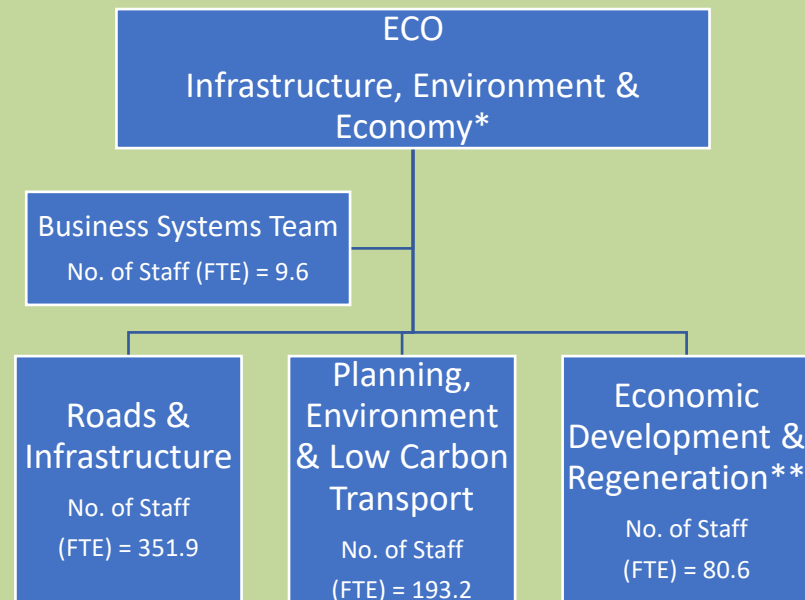 ECO
Infrastructure, Environment &
Economy*
Business Systems Team
No. of Staff (FTE) = 9.6
Roads &
Infrastructure
No. of Staff
(FTE) = 351.9
Planning,
Environment
& Low Carbon
Transport
No. of Staff
(FTE) = 193.2
Economic
Development &
Regeneration**
No. of Staff
(FTE) = 80.6